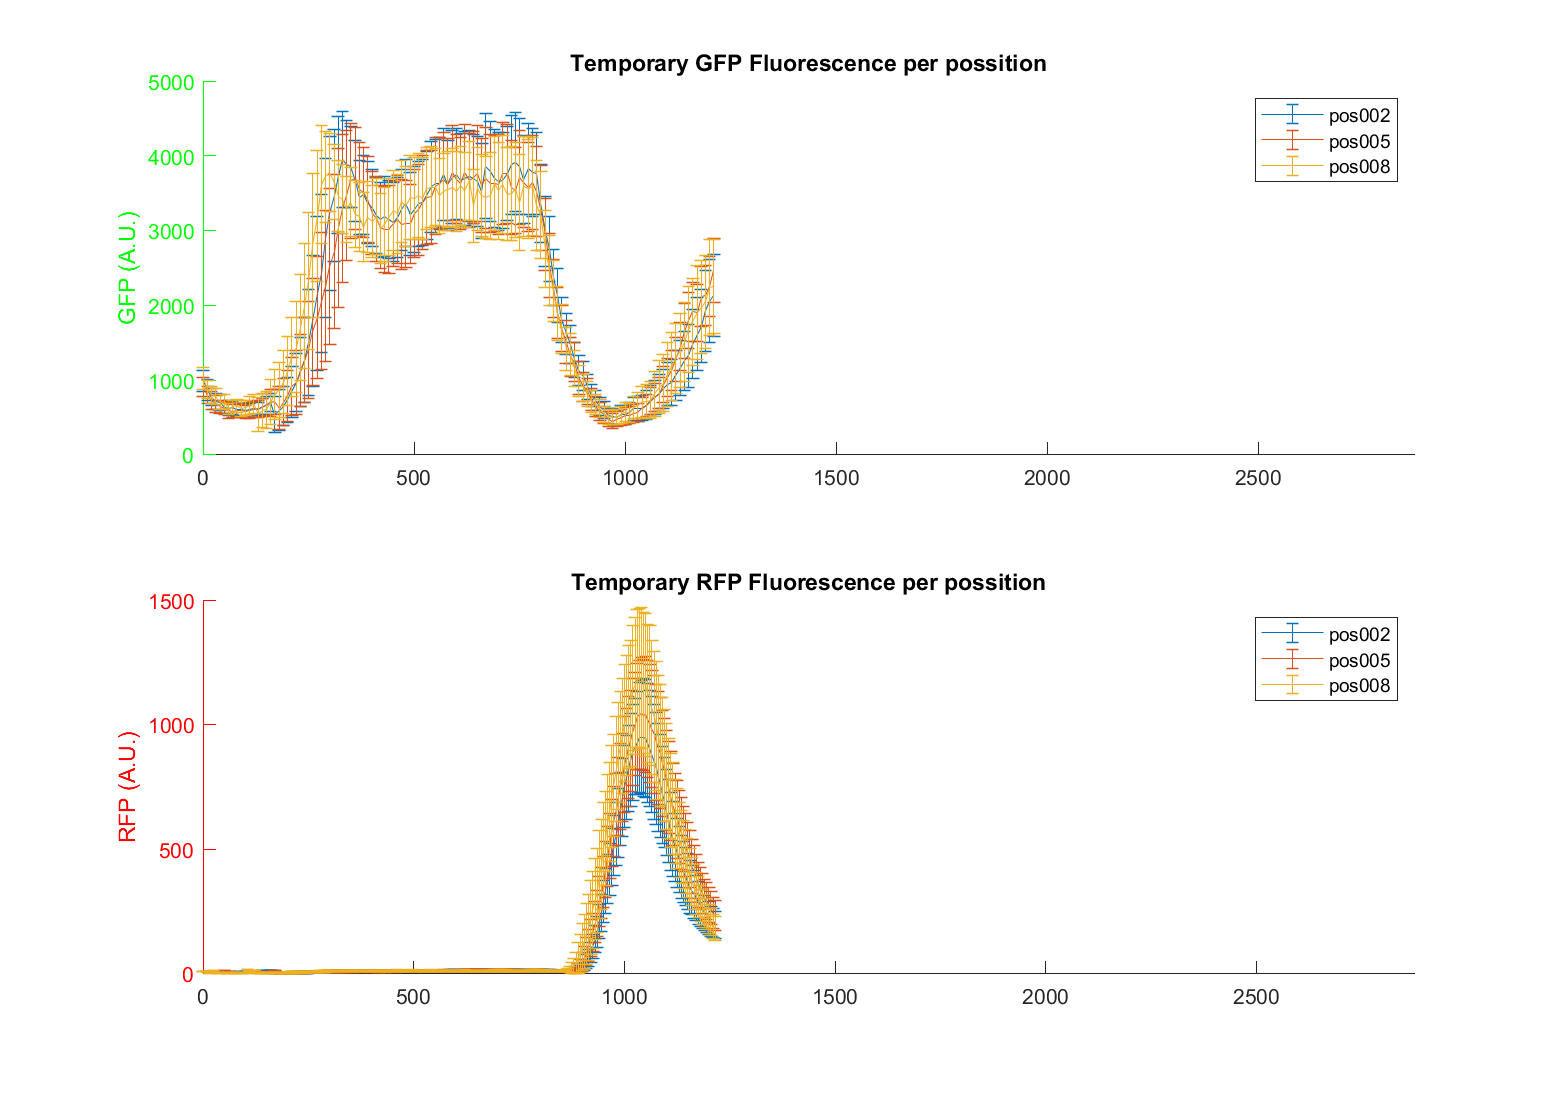 Temporary GFP Fluorescence per possition
GFP (A.U.)
5000
4000
3000
2000
1000
0
0 500 1000 1500 2000 2500
pos002
pos005
pos008
Temporary RFP Fluorescence per possition
RFP (A.U.)
1500
1000
500
0
0 500 1000 1500 2000 2500
pos002
pos005
pos008